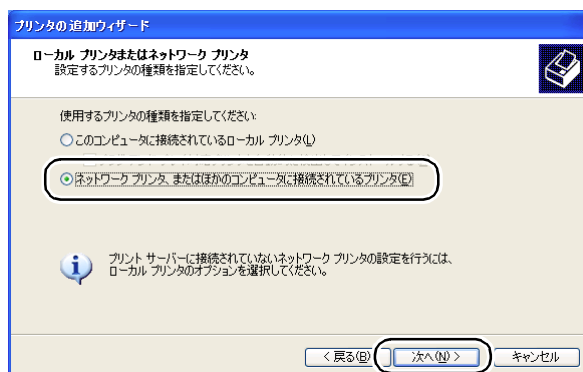 プリンタの追加ウィザード
ローカル プリンタまたはネットワーク プリンタ
設定するプリンタの種類を指定してください。
使用するプリンタの種類を指定してください:
このコンピュータに接続されているローカル プリンタ(L)
ネットワーク プリンタ、またはほかのコンピュータに接続されているプリンタ(E)
プリント サーバーに接続されていないネットワーク プリンタの設定を行うには、
ローカル プリンタのオプションを選択してください。
< 戻る(B)
次へ(N) >
キャンセル